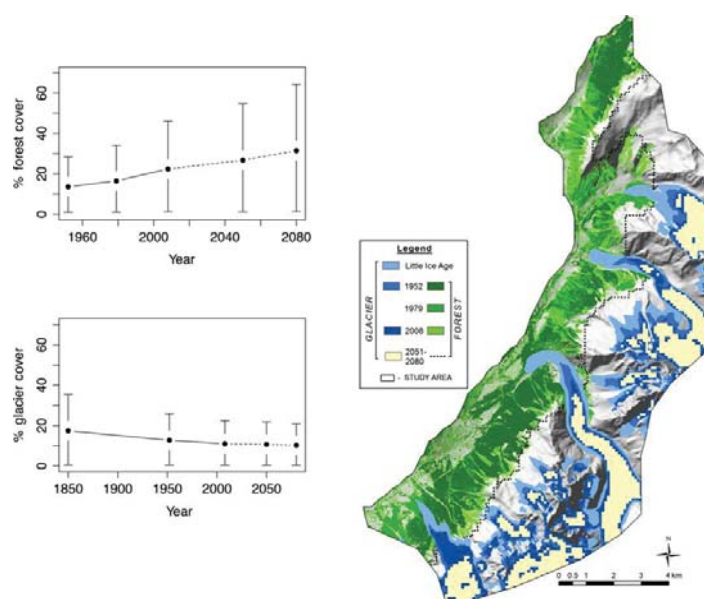 % forest cover
60
40
20
0
1960 2000 2040 2080
Year
% glacier cover
60
40
20
0
1850 1900 1950 2000 2050
Year
Legend
GLACIER
FOREST
Little Ice Age
1952
1979
2008
2051-
2080
- STUDY AREA
N
0 0.5 1 2 3 4 km